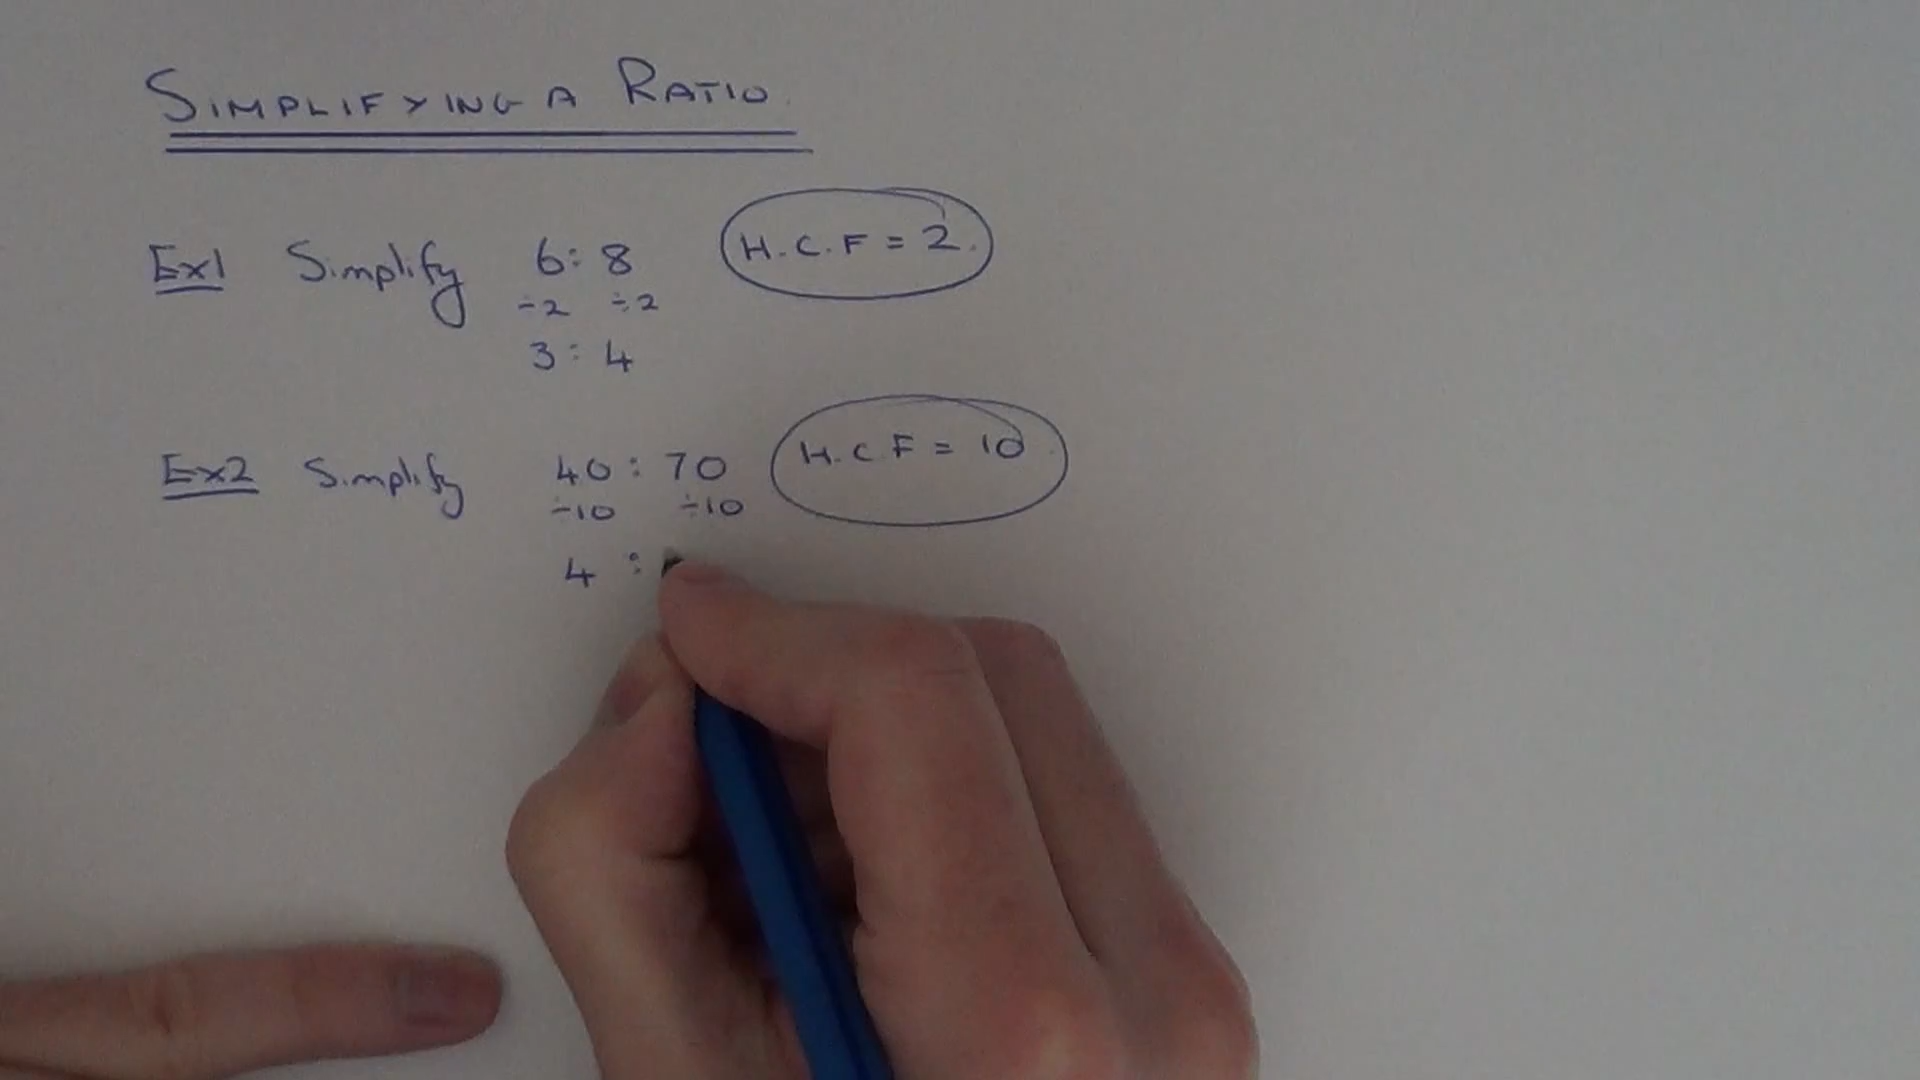 SIMPLIFYING A RATIO
Ex1 Simplify 6:8 H.C.F = 2.
÷2 ÷2
3 : 4
Ex2 Simplify 40 : 70 H.C.F = 10.
÷10 ÷10
4 :